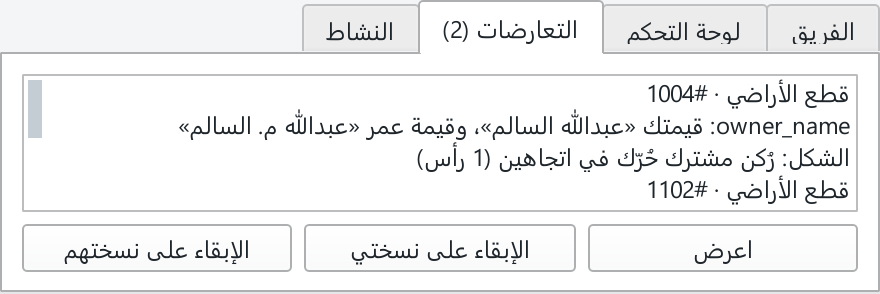 الفريق
لوحة التحكم
التعارضات (2)
النشاط
قطع الأراضي · #1004
owner_name: قيمتك «عبدالله السالم»، وقيمة عمر «عبدالله م. السالم»
الشكل: رُكن مشترك حُرّك في اتجاهين (1 رأس)
قطع الأراضي · #1102
اعرض
الإبقاء على نسختي
الإبقاء على نسختهم